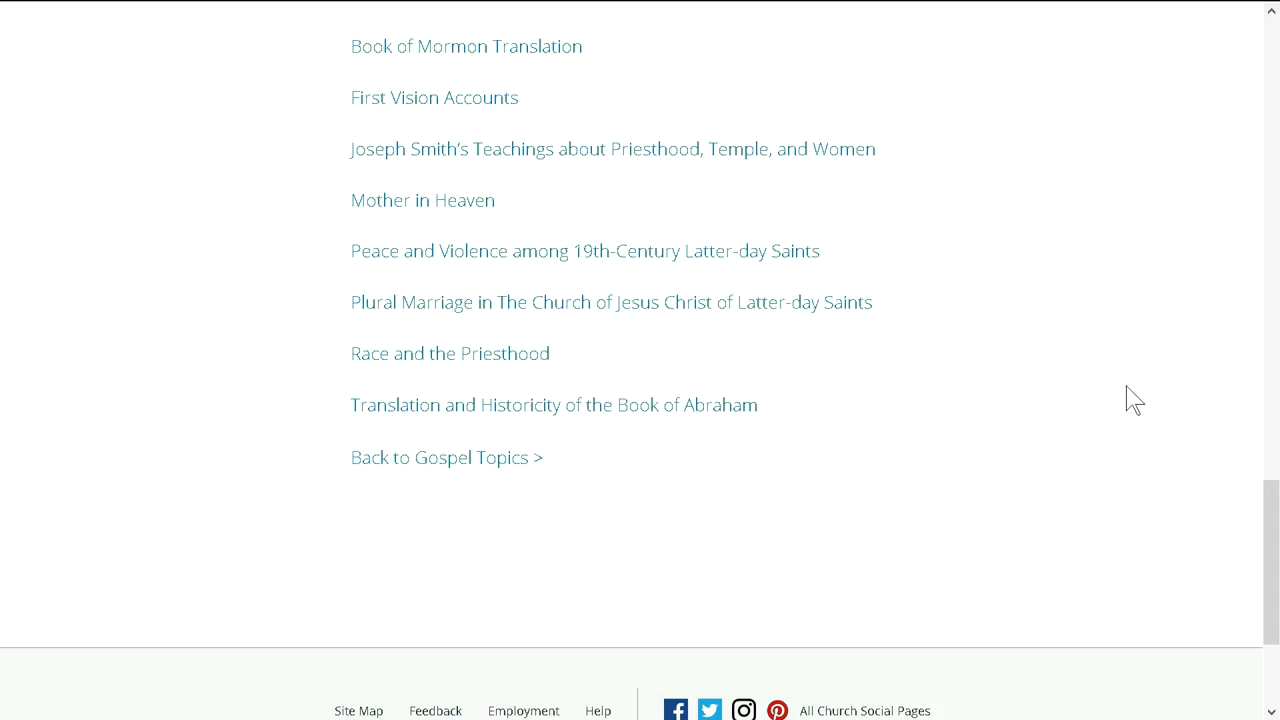 Book of Mormon Translation
First Vision Accounts
Joseph Smith’s Teachings about Priesthood, Temple, and Women
Mother in Heaven
Peace and Violence among 19th-Century Latter-day Saints
Plural Marriage in The Church of Jesus Christ of Latter-day Saints
Race and the Priesthood
Translation and Historicity of the Book of Abraham
Back to Gospel Topics >
Site Map Feedback Employment Help All Church Social Pages